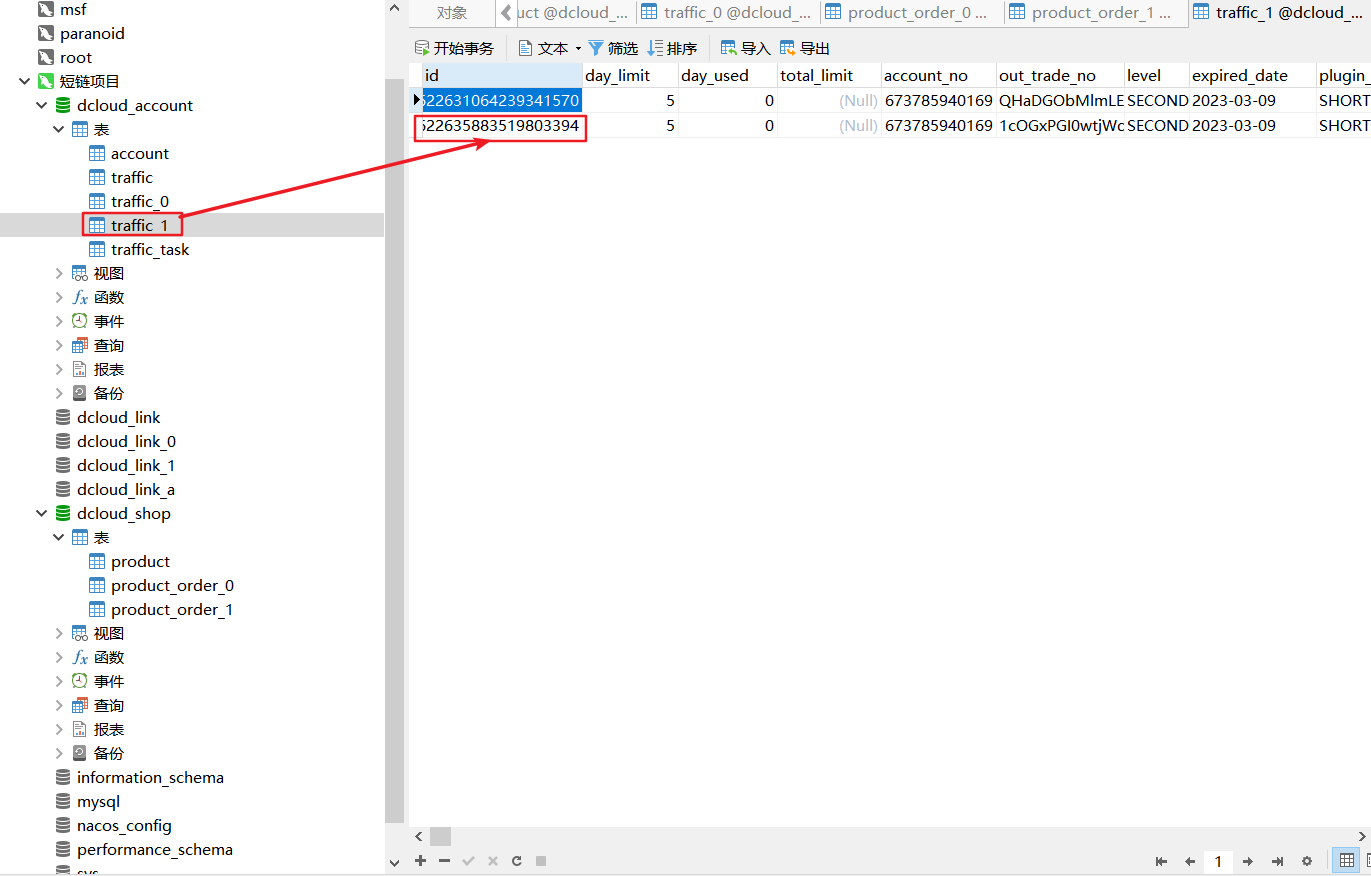 msf
paranoid
root
短链项目
dcloud_account
表
account
traffic
traffic_0
traffic_1
traffic_task
视图
函数
事件
查询
报表
备份
dcloud_link
dcloud_link_0
dcloud_link_1
dcloud_link_a
dcloud_shop
表
product
product_order_0
product_order_1
视图
函数
事件
查询
报表
备份
information_schema
mysql
nacos_config
performance_schema
sys
对象 uct @dcloud_... traffic_0 @dcloud_... product_order_0 ... product_order_1 ... traffic_1 @dcloud_...
开始事务 文本 筛选 排序 导入 导出
id day_limit day_used total_limit account_no out_trade_no level expired_date plugin_
622631064239341570 5 0 (Null) 673785940169 QHaDGObMlmLE SECOND 2023-03-09 SHORT
622635883519803394 5 0 (Null) 673785940169 1cOGxPGI0wtjWc SECOND 2023-03-09 SHORT
1